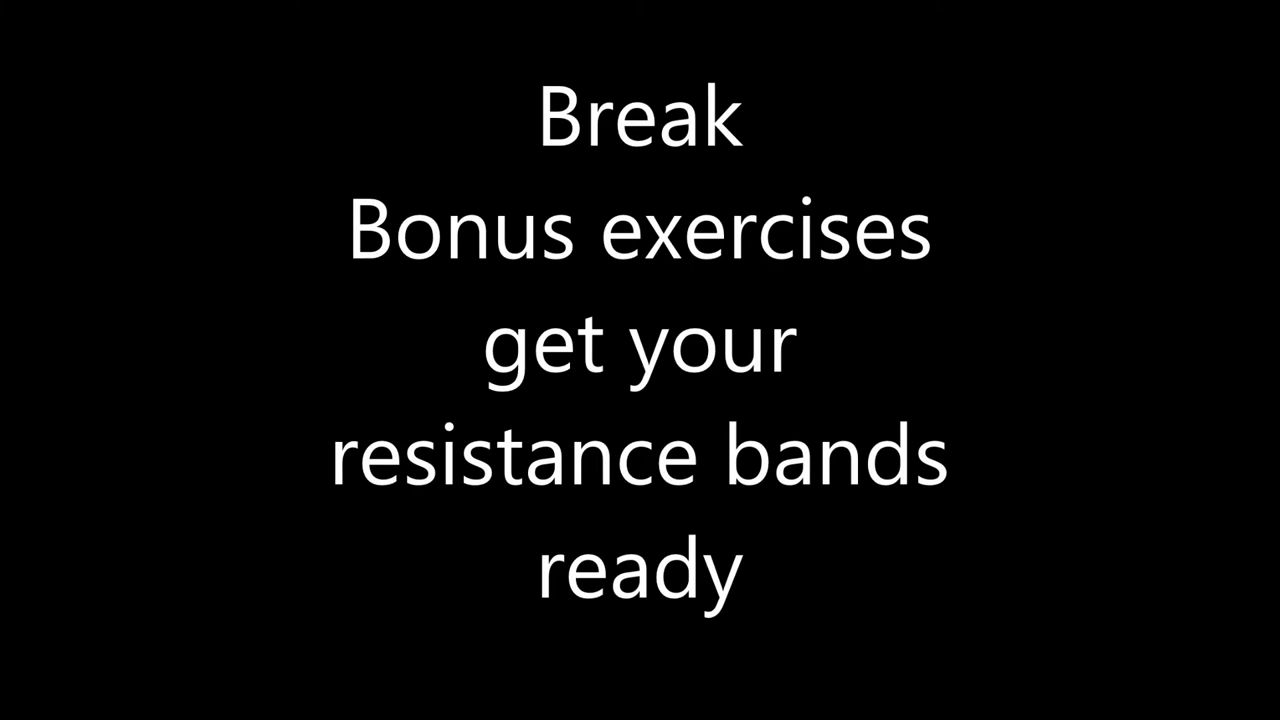 Break
Bonus exercises
get your
resistance bands
ready